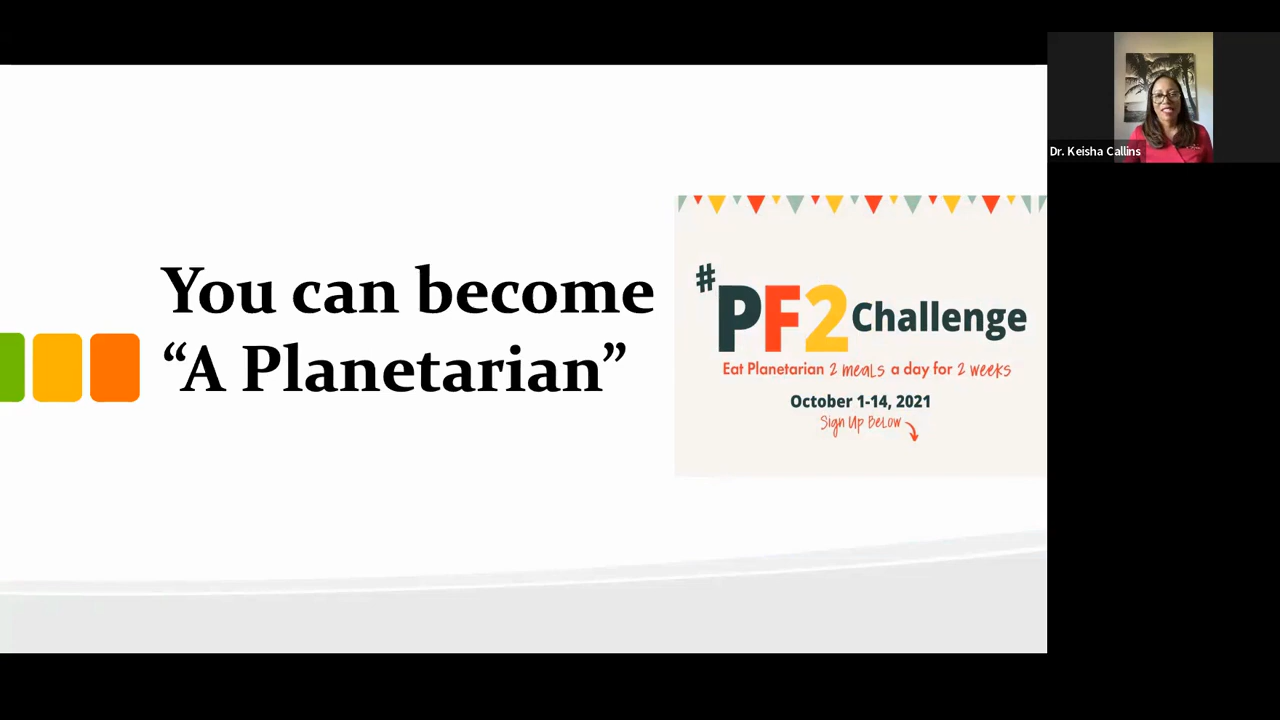 You can become
“A Planetarian”
#PF2 Challenge
Eat Planetarian 2 meals a day for 2 weeks
October 1-14, 2021
Sign Up Below
Dr. Keisha Callins